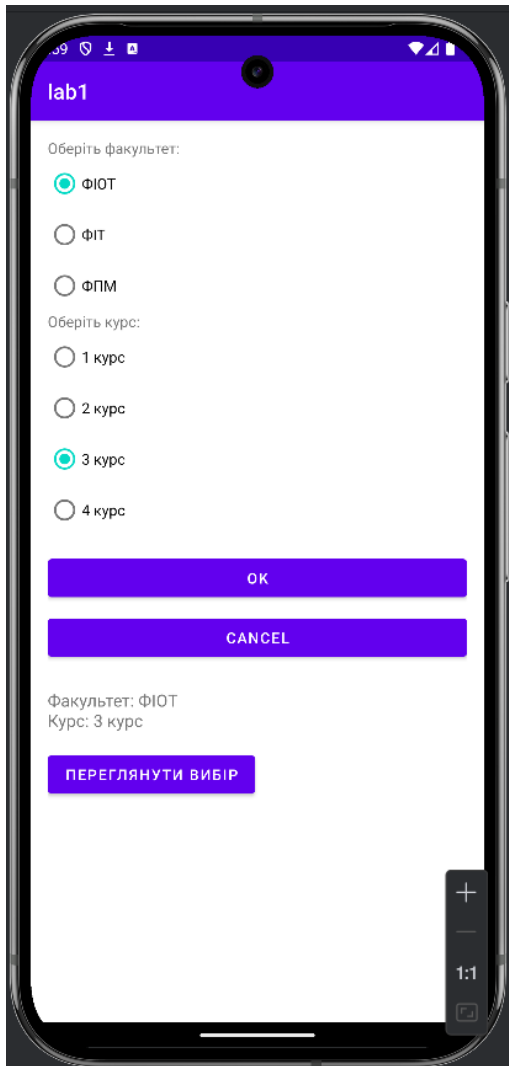 :59
lab1
Оберіть факультет:
ФІОТ
ФІТ
ФПМ
Оберіть курс:
1 курс
2 курс
3 курс
4 курс
OK
CANCEL
Факультет: ФІОТ
Курс: 3 курс
ПЕРЕГЛЯНУТИ ВИБІР
1:1